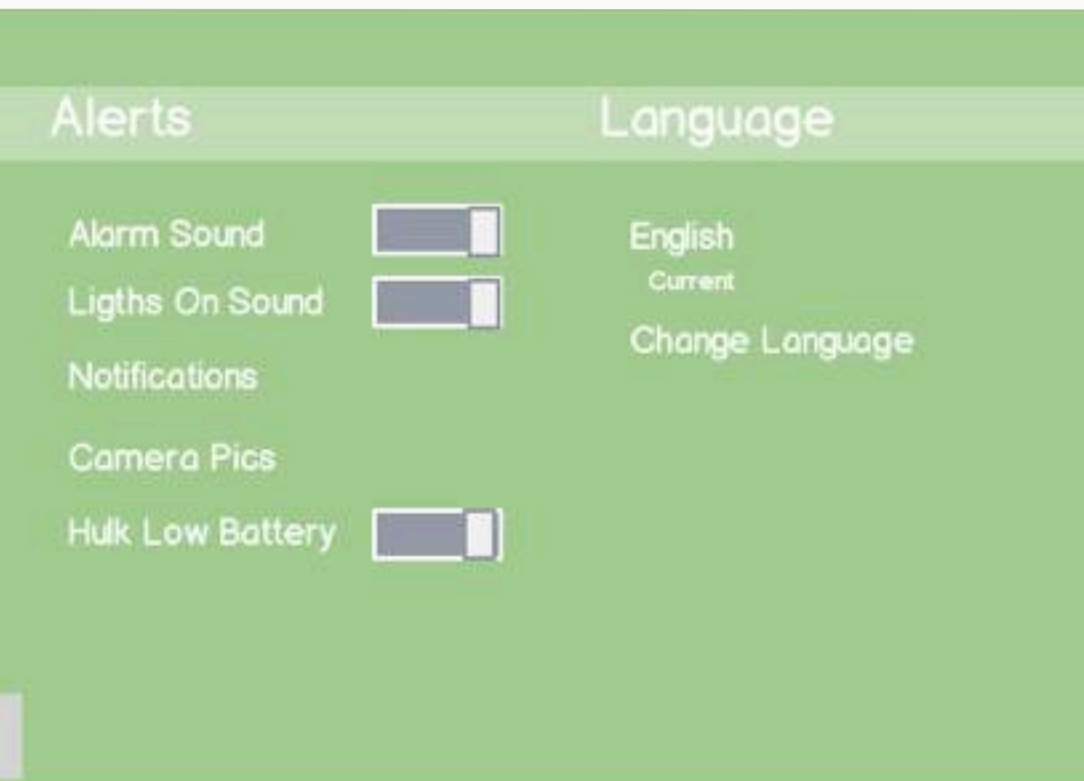 Alerts
Language
Alarm Sound
Ligths On Sound
Notifications
Camera Pics
Hulk Low Battery
English
Current
Change Language